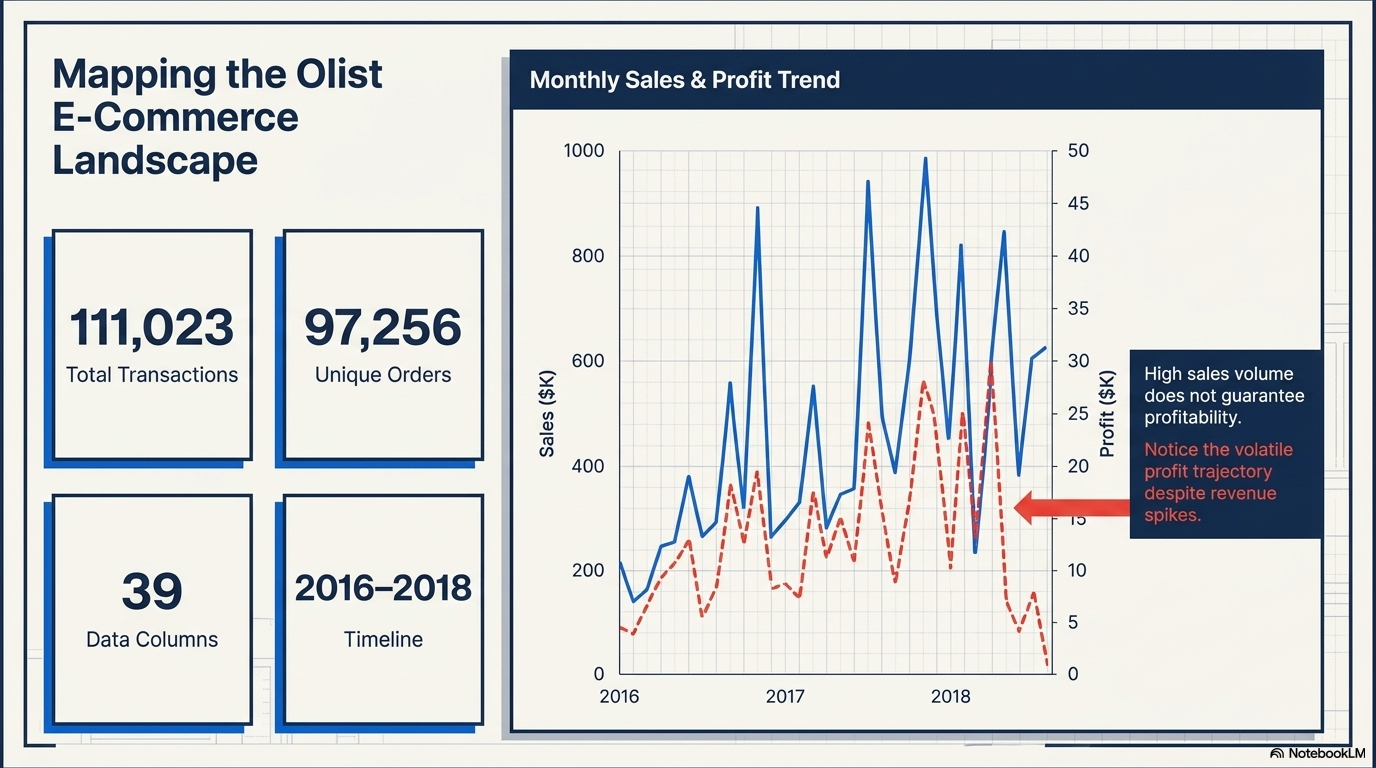 Mapping the Olist
E-Commerce
Landscape
111,023
Total Transactions
97,256
Unique Orders
39
Data Columns
2016–2018
Timeline
Monthly Sales & Profit Trend
Sales ($K)
1000
800
600
400
200
0
2016
2017
2018
50
45
40
35
30
25
20
15
10
5
0
Profit ($K)
High sales volume
does not guarantee
profitability.
Notice the volatile
profit trajectory
despite revenue
spikes.
NotebookLM